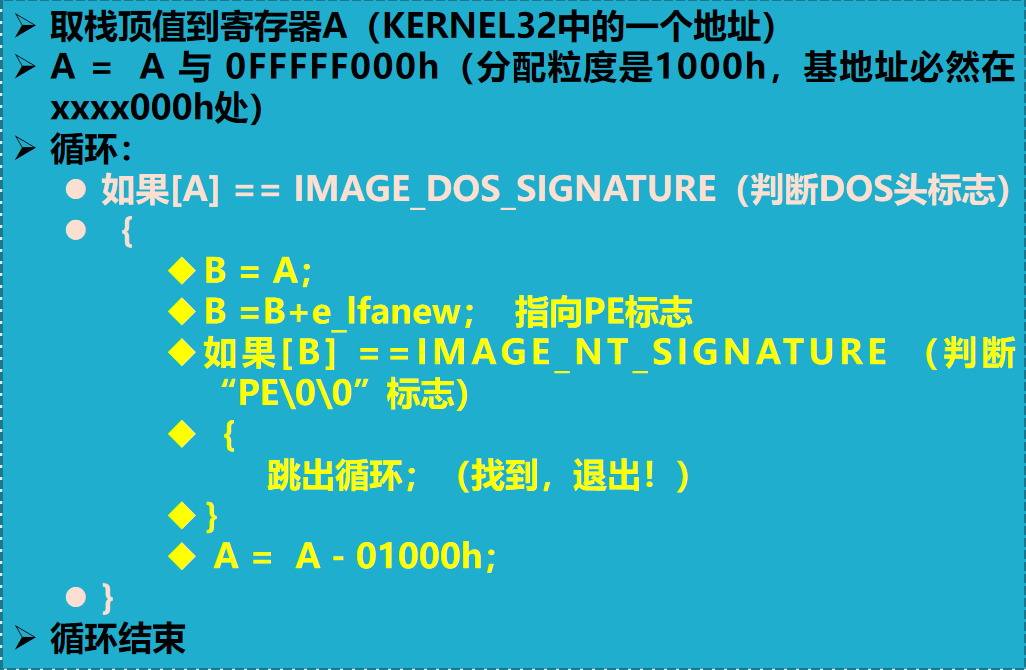 取栈顶值到寄存器A（KERNEL32中的一个地址）
A = A 与 0FFFFF000h（分配粒度是1000h，基地址必然在
xxxx000h处）
循环：
如果[A] == IMAGE_DOS_SIGNATURE（判断DOS头标志）
{
B = A；
B =B+e_lfanew； 指向PE标志
如果[B] ==IMAGE_NT_SIGNATURE （判断
“PE\0\0”标志）
{
跳出循环；（找到，退出！）
}
A = A - 01000h；
}
循环结束